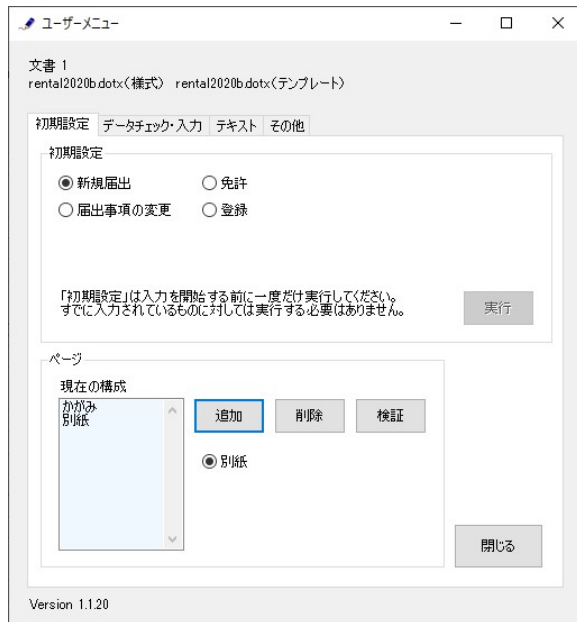 ユーザーメニュー
文書 1
rental2020b.dotx(様式) rental2020b.dotx(テンプレート)
初期設定 データチェック・入力 テキスト その他
初期設定
新規届出 免許
届出事項の変更 登録
「初期設定」は入力を開始する前に一度だけ実行してください。
すでに入力されているものに対しては実行する必要はありません。
実行
ページ
現在の構成
かがみ
別紙
追加 削除 検証
別紙
閉じる
Version 1.1.20